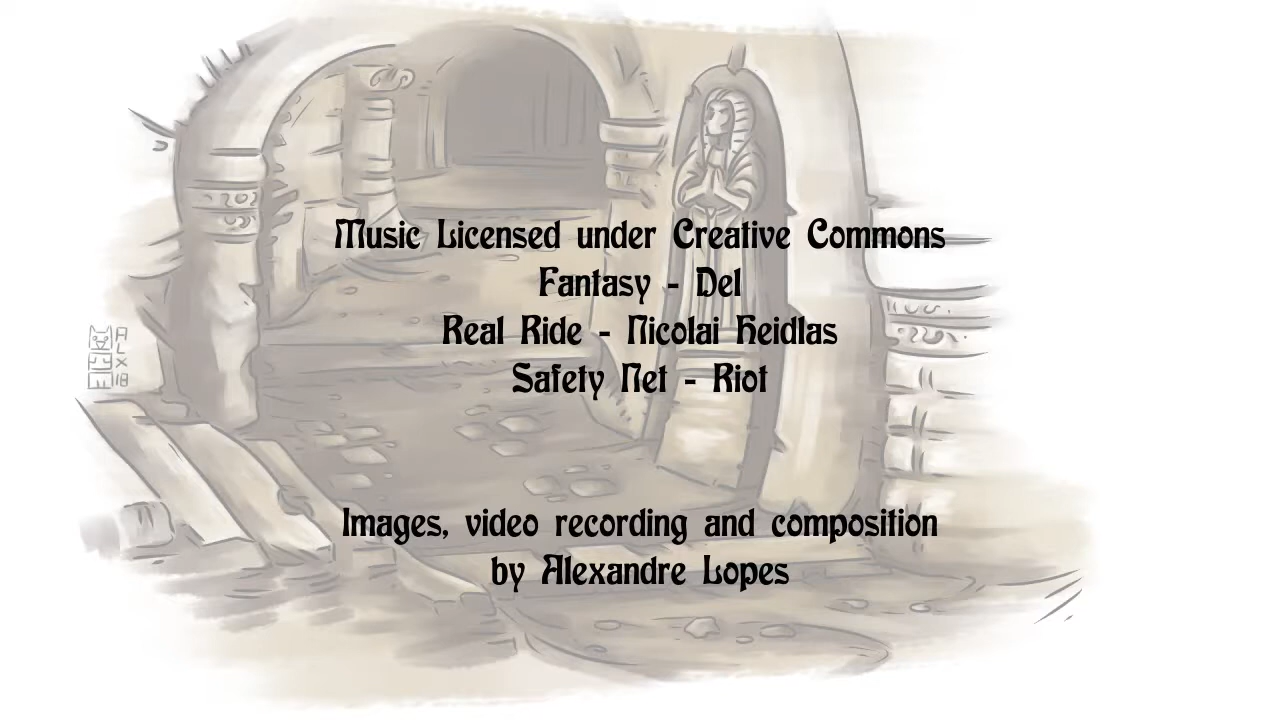 Music Licensed under Creative Commons
Fantasy - Del
Real Ride - Nicolai Heidlas
Safety Net - Riot
Images, video recording and composition
by Alexandre Lopes